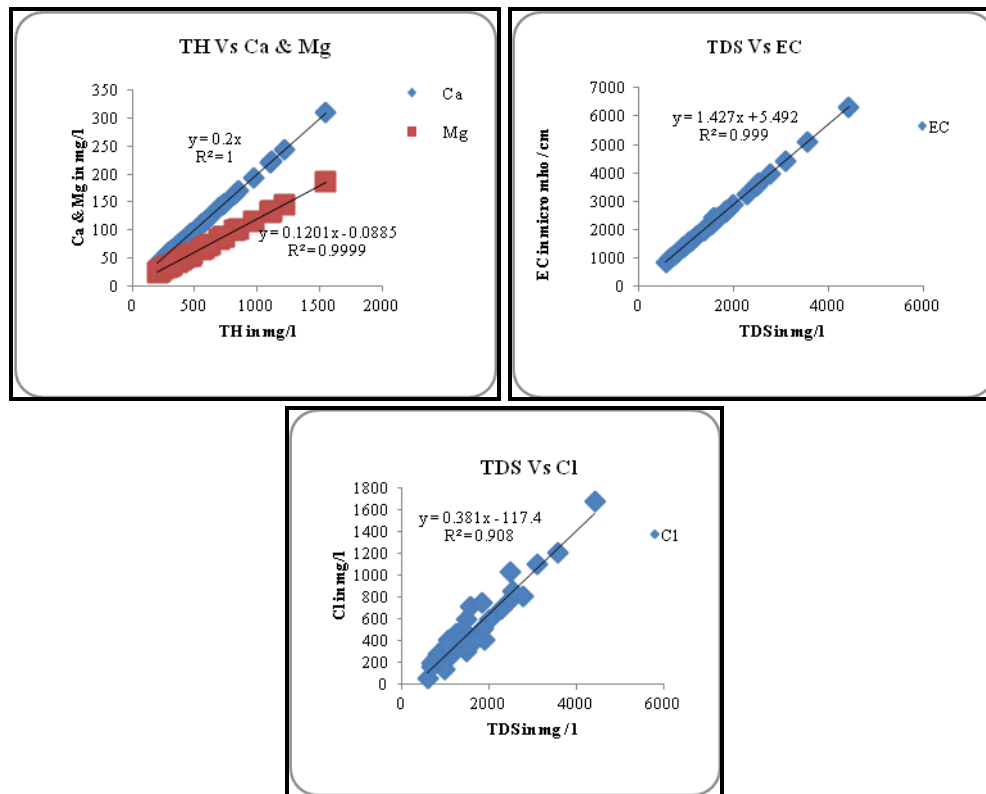 TH Vs Ca & Mg
350
300
250
200
150
100
50
0
Ca & Mg in mg/l
y = 0.2x
R² = 1
y = 0.1201x - 0.0885
R² = 0.9999
Ca
Mg
0 500 1000 1500 2000
TH in mg/l
TDS Vs EC
7000
6000
5000
4000
3000
2000
1000
0
EC in micro mho / cm
y = 1.427x + 5.492
R² = 0.999
EC
0 2000 4000 6000
TDS in mg/l
TDS Vs Cl
1800
1600
1400
1200
1000
800
600
400
200
0
Cl in mg/l
y = 0.381x - 117.4
R² = 0.908
Cl
0 2000 4000 6000
TDS in mg /l